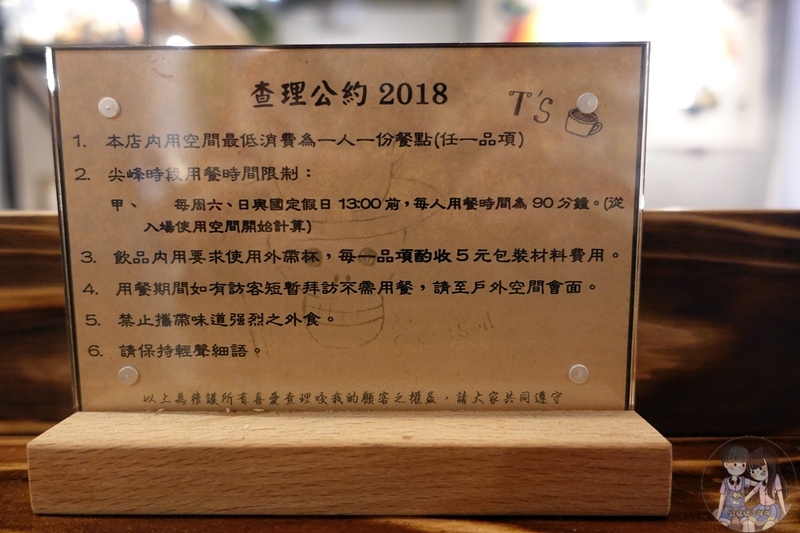 查理公約 2018
T'S
1. 本店內用空間最低消費為一人一份餐點(任一品項)
2. 尖峰時段用餐時間限制：
甲、 每周六、日與國定假日 13:00 前，每人用餐時間為 90 分鐘。(從
入場使用空間開始計算)
3. 飲品內用要求使用外帶杯，每一品項酌收 5 元包裝材料費用。
4. 用餐期間如有訪客短暫拜訪不需用餐，請至戶外空間會面。
5. 禁止攜帶味道強烈之外食。
6. 請保持輕聲細語。
以上為維護所有喜愛查理咬我的顧客之權益，請大家共同遵守